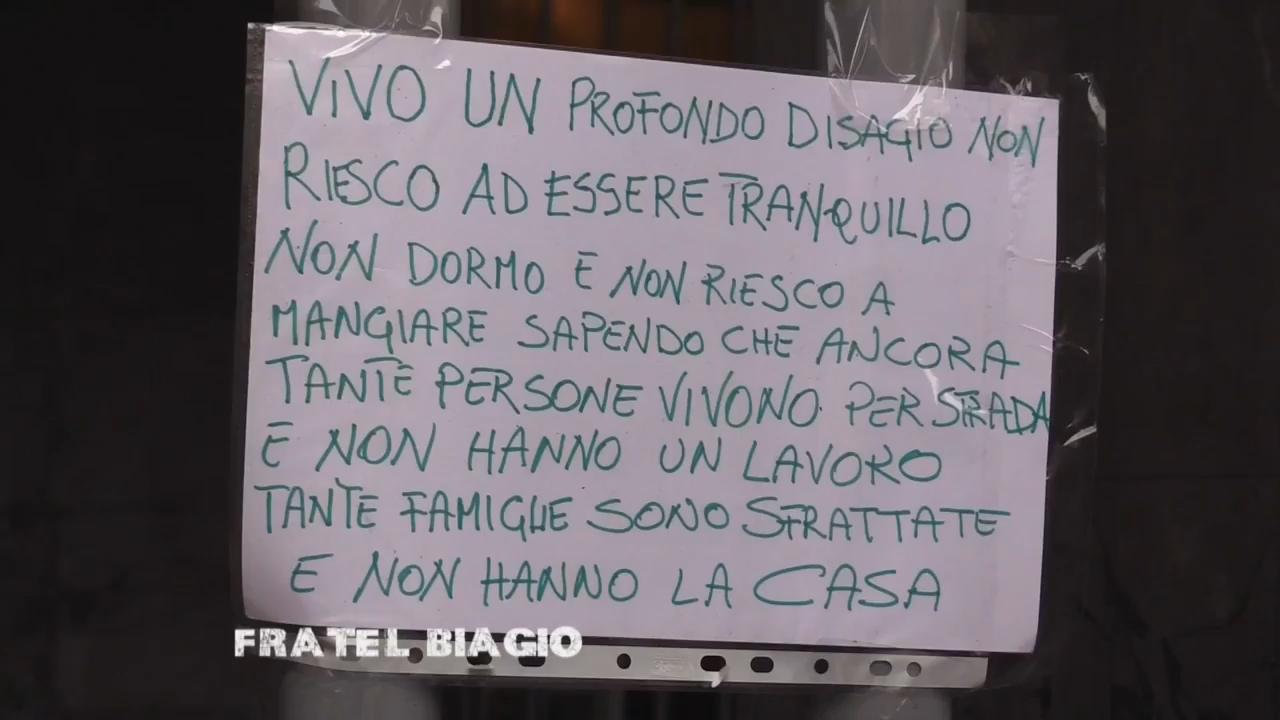 VIVO UN PROFONDO DISAGIO NON
RIESCO AD ESSERE TRANQUILLO
NON DORMO E NON RIESCO A
MANGIARE SAPENDO CHE ANCORA
TANTE PERSONE VIVONO PER STRADA
E NON HANNO UN LAVORO
TANTE FAMIGLIE SONO SFRATTATE
E NON HANNO LA CASA
FRATEL BIAGIO